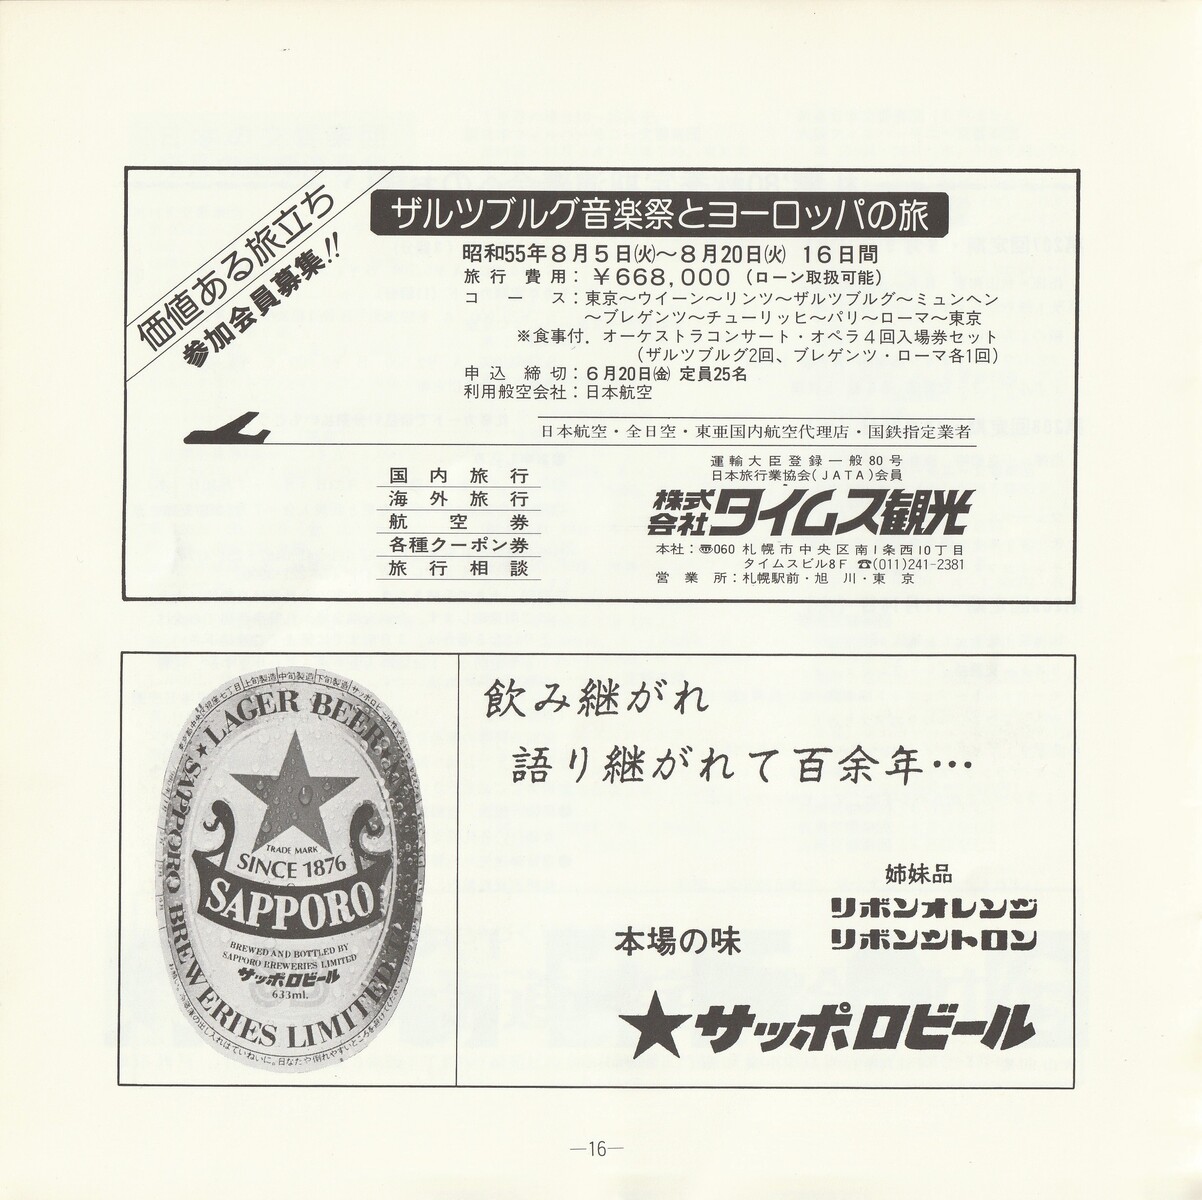 価値ある旅立ち
参加会員募集!!
ザルツブルグ音楽祭とヨーロッパの旅
昭和55年8月5日㈫〜8月20日㈫ 16日間
旅行費用：￥668,000（ローン取扱可能）
コース：東京〜ウイーン〜リンツ〜ザルツブルグ〜ミュンヘン
〜ブレゲンツ〜チューリッヒ〜パリ〜ローマ〜東京
※食事付．オーケストラコンサート・オペラ4回入場券セット
（ザルツブルグ2回、ブレゲンツ・ローマ各1回）
申込締切：6月20日㈮ 定員25名
利用般空会社：日本航空
日本航空・全日空・東亜国内航空代理店・国鉄指定業者
国内旅行
海外旅行
航空券
各種クーポン券
旅行相談
運輸大臣登録一般80号
日本旅行業協会(JATA)会員
株式会社タイムス観光
本社：〠060 札幌市中央区南1条西10丁目
タイムスビル8F ☎(011)241-2381
営業所：札幌駅前・旭川・東京
上旬製造 中旬製造 下旬製造
LAGER BEER
SAPPORO BREWERIES LIMITED
TRADE MARK
SINCE 1876
SAPPORO
BREWED AND BOTTLED BY
SAPPORO BREWERIES LIMITED
サッポロビール
633ml.
飲み継がれ
語り継がれて百余年…
姉妹品
リボンオレンジ
リボンシトロン
本場の味
★サッポロビール
—16—